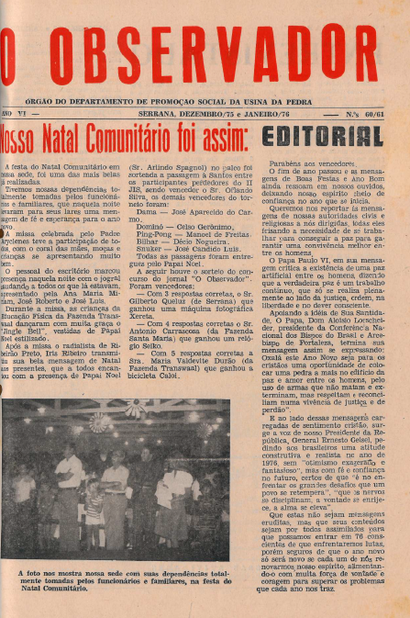 O OBSERVADOR
ÓRGÃO DO DEPARTAMENTO DE PROMOÇAO SOCIAL DA USINA DA PEDRA
ANO VI — SERRANA, DEZEMBRO/75 e JANEIRO/76 — N.ºs 60/61
Nosso Natal Comunitário foi assim:
A festa do Natal Comunitário em
nossa sede, foi uma das mais belas
já realizadas.
Tivemos nossas dependências to-
talmente tomadas pelos funcioná-
rios e familiares, que naquela noite
vieram para seus lares uma mensa-
gem de fé e esperança para o ano
novo.
A missa celebrada pelo Padre
teve a participação de to-
dos, com o coral das mães, moças e
crianças se apresentando muito
bem.
O pessoal do escritório marcou
presença naquela noite com o jogral
saudando a todos os que lá estavam,
apresentado pela Ana Maria Mi-
ran, José Roberto e José Luis.
Durante a missa, as crianças da
Educação Física da Fazenda Transa-
waal dançaram com muita graça o
"Jingle Bell", vestidas de Papai
Noel estilizado.
Após a missa o radialista de Ri-
beirão Preto, Iris Ribeiro transmi-
tiu sua bela mensagem de Natal
aos presentes, que a todos encan-
tou com a presença de Papai Noel
(Sr. Artindo Spagnol) no palco foi
sorteada a passagem à Santos entre
os participantes perdedores do II
JIS, sendo vencedor o Sr. Orlando
Silva, os demais vencedores do tor-
neio foram:
Dama — José Aparecido do Car-
mo.
Dominó — Celso Gerônimo,
Ping-Pong — Manoel de Freitas.
Bilhar — Décio Nogueira.
Snuker — José Candido Luis.
Todas as passagens foram entre-
gues pelo Papai Noel.
A seguir houve o sorteio do con-
curso do jornal "O Observador".
Foram vencedores:
— Com 3 respostas corretas, o Sr.
Gilberto Queluz (de Serrana) que
ganhou uma máquina fotográfica
Xereta.
— Com 4 respostas corretas o Sr.
Antonio Carracosa (da Fazenda
Santa Maria) que ganhou um reló-
gio Seiko.
— Com 5 respostas corretas a
Sra. Maria Valdevite Durão (da
Fazenda Transwaal) que ganhou a
bicicleta Caloi.
A foto nos mostra nossa sede com suas dependências total-
mente tomadas pelos funcionários e familiares, na festa do
Natal Comunitário.
EDITORIAL
Parabéns aos vencedores.
O fim de ano passou e as mensa-
gens de Boas Festas e Ano Bom
ainda ressoam em nossos ouvidos,
deixando nosso espírito cheio de
confiança no ano que se inicia.
Queremos nos reportar às mensa-
gens de nossas autoridades civis e
religiosas a nós dirigidas, todas eles
frizando a necessidade de se traba-
lhar para conseguir a paz para ga-
rantir uma convivência melhor en-
tre os homens.
O Papa Paulo VI, em sua men-
sagem critica a existência de uma paz
artificial entre os homens, dizendo
que a verdadeira paz é um trabalho
contínuo, que só se realiza plena-
mente ao lado da justiça, ordem, na
liberdade e no dever consciente.
Apoiando a idéia de Sua Santida-
de, O Papa, Dom Aloísio Lorschei-
der, presidente da Conferência Na-
cional dos Bispos do Brasil e Arce-
bispo de Fortaleza, termina sua
mensagem assim se expressando:
Oxalá este Ano Novo seja para os
cristãos uma oportunidade de colo-
car uma pedra a mais no edifício da
paz e amor entre os homens, pelo
uso de armas que não matam e ex-
terminam, mas respeitam e reconci-
liam numa vivência de justiça e de
perdão".
E ao lado dessas mensagens car-
regadas de sentimento cristão, sur-
ge a voz de nosso Presidente da Re-
pública, General Ernesto Geisel, pe-
dindo aos brasileiros uma atitude
construtiva e realista no ano de
1976, sem "otimismo exagerado e
fantasioso", mas com fé e confiança
no futuro, certos de que "é no en-
frentar os grandes desafios que um
povo se retempera", "que os nervos
se disciplinam, a vontade se enrije-
ce, a alma se eleva".
Que estas não sejam mensagens
eruditas, mas que seus conteúdos
sejam por todos assimilados para
que possamos entrar em 76 cons-
cientes de que enfrentaremos lutas,
porém seguros de que o ano novo
só será novo se cada um de nós re-
novarmos nosso espírito, alimentan-
do-o com muita força de vontade e
coragem para superar os problemas
que cada ano nos traz.